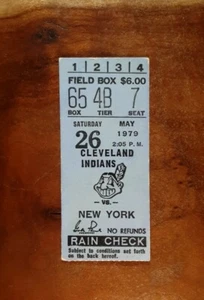 1 | 2 | 3 | 4
FIELD BOX $6.00
65 4B 7
BOX TIER SEAT
SATURDAY MAY
26 1979
2:05 P.M.
CLEVELAND
INDIANS
- VS. -
NEW YORK
NO REFUNDS
RAIN CHECK
Subject to conditions set forth
on the back hereof.